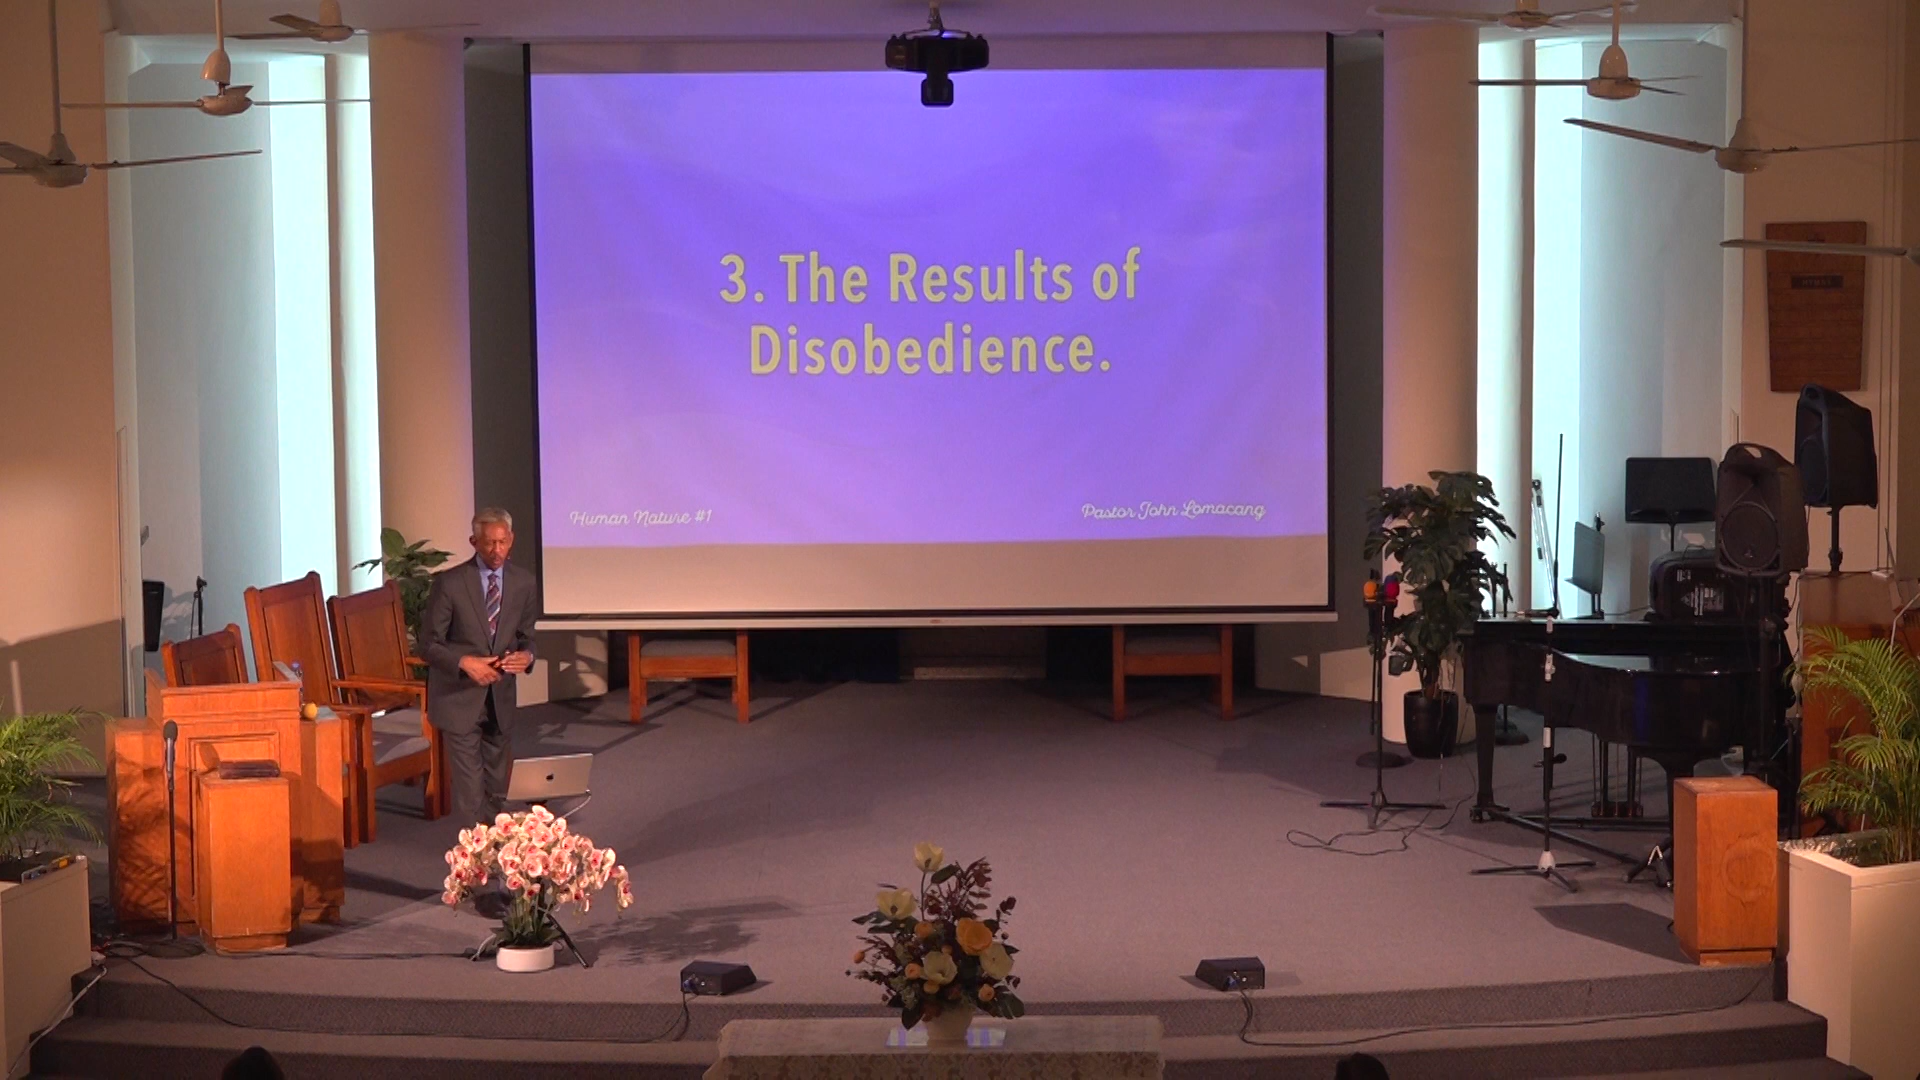 3. The Results of
Disobedience.
Human Nature #1
Pastor John Lomacang